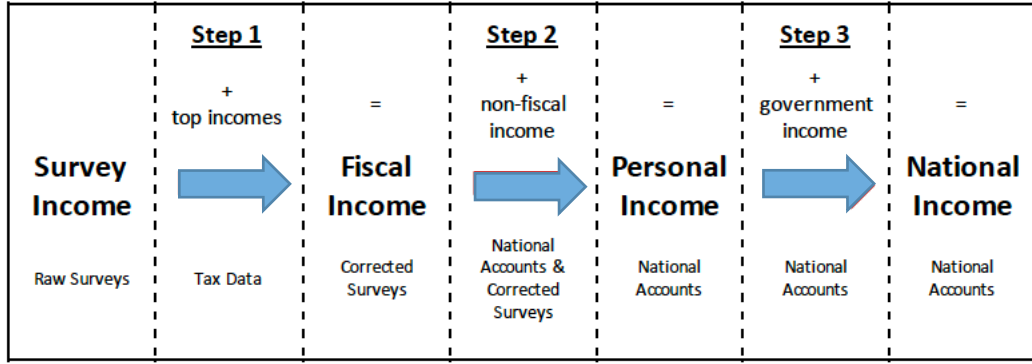 Step 1
Step 2
Step 3
+
top incomes
=
+
non-fiscal
income
=
+
government
income
=
Survey
Income
Fiscal
Income
Personal
Income
National
Income
Raw Surveys
Tax Data
Corrected
Surveys
National
Accounts &
Corrected
Surveys
National
Accounts
National
Accounts
National
Accounts